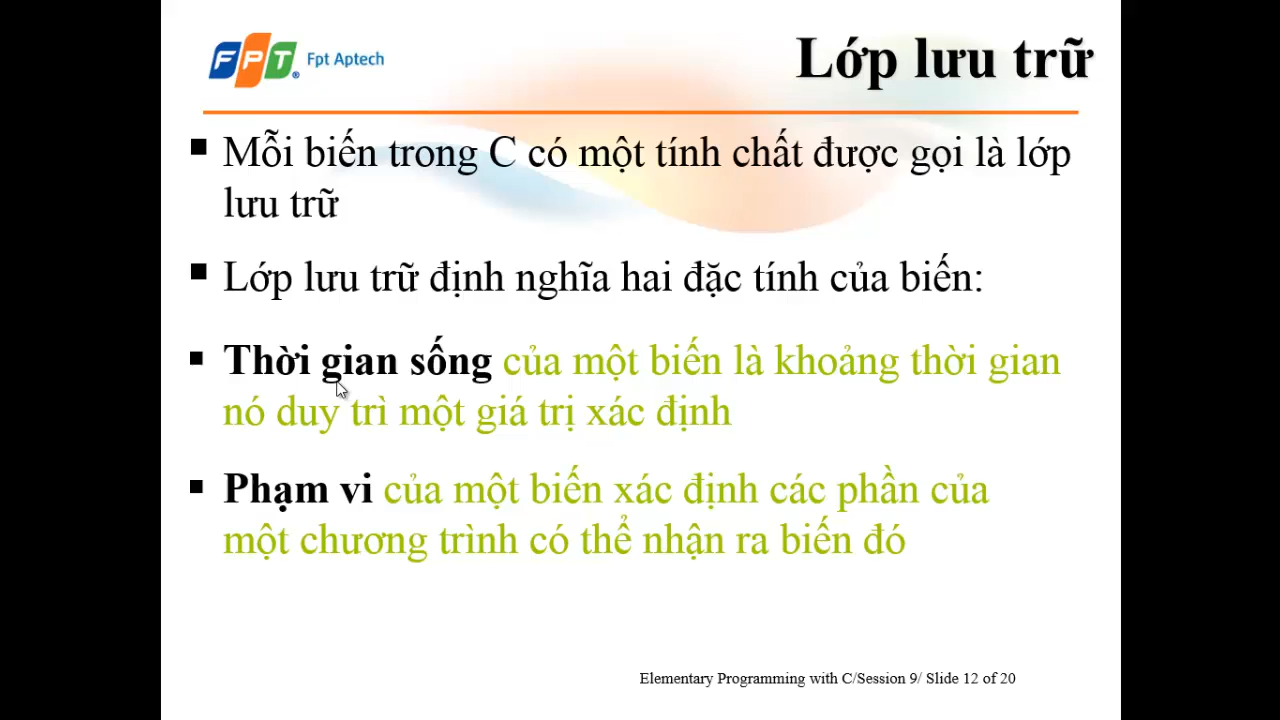 FPT Fpt Aptech
Lớp lưu trữ
Mỗi biến trong C có một tính chất được gọi là lớp
lưu trữ
Lớp lưu trữ định nghĩa hai đặc tính của biến:
Thời gian sống của một biến là khoảng thời gian
nó duy trì một giá trị xác định
Phạm vi của một biến xác định các phần của
một chương trình có thể nhận ra biến đó
Elementary Programming with C/Session 9/ Slide 12 of 20